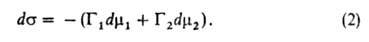 dσ = −(Γ₁dμ₁ + Γ₂dμ₂). (2)